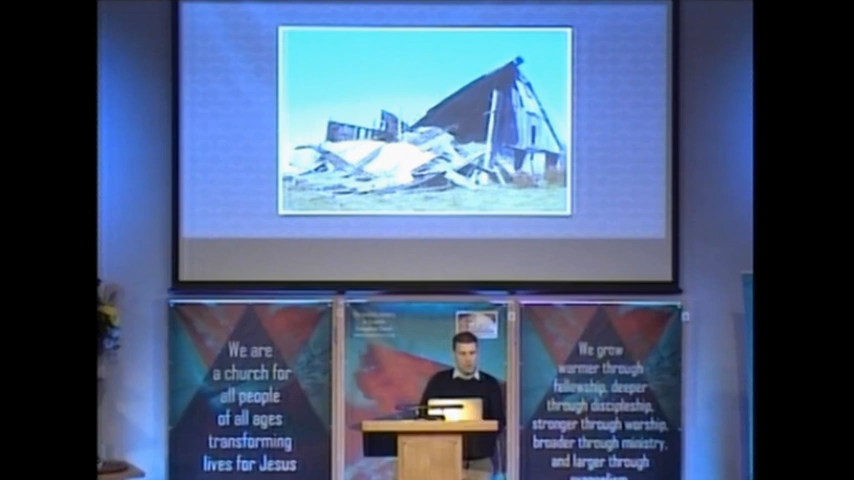 We are
a church for
all people
of all ages
transforming
lives for Jesus
We grow
warmer through
fellowship, deeper
through discipleship,
stronger through worship,
broader through ministry,
and larger through
evangelism